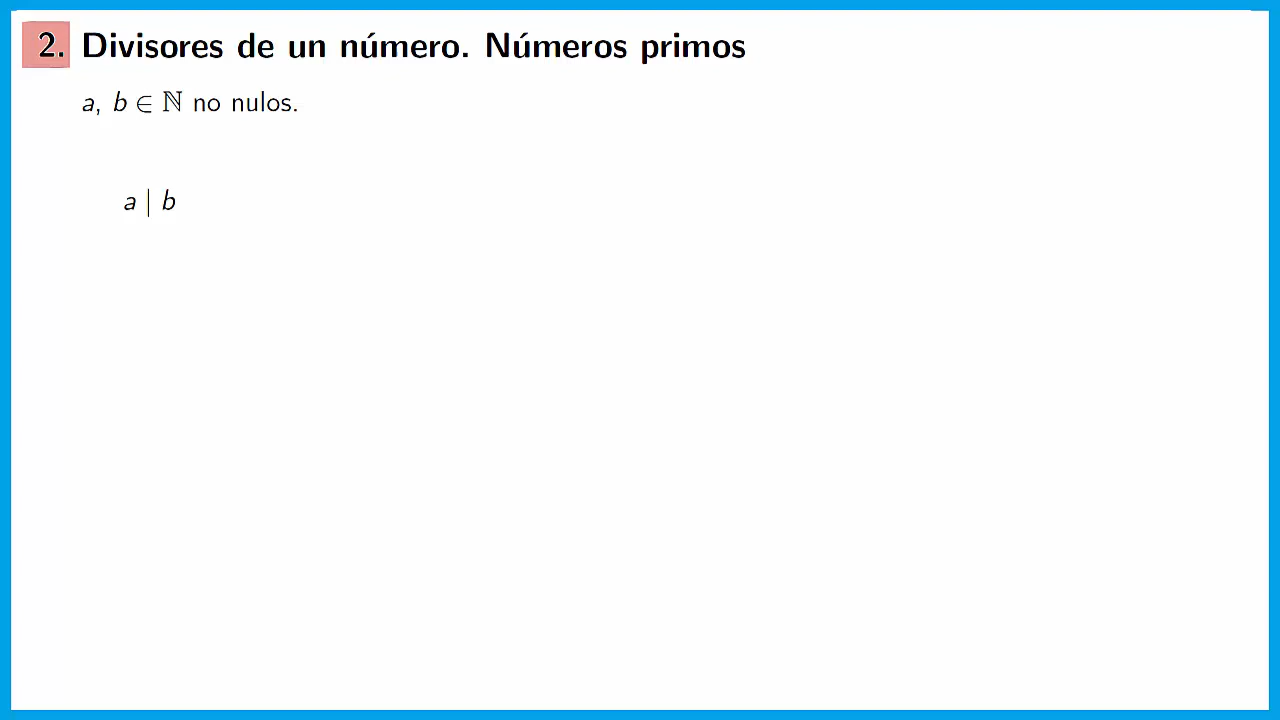 2. Divisores de un número. Números primos
a, b ∈ ℕ no nulos.
a | b